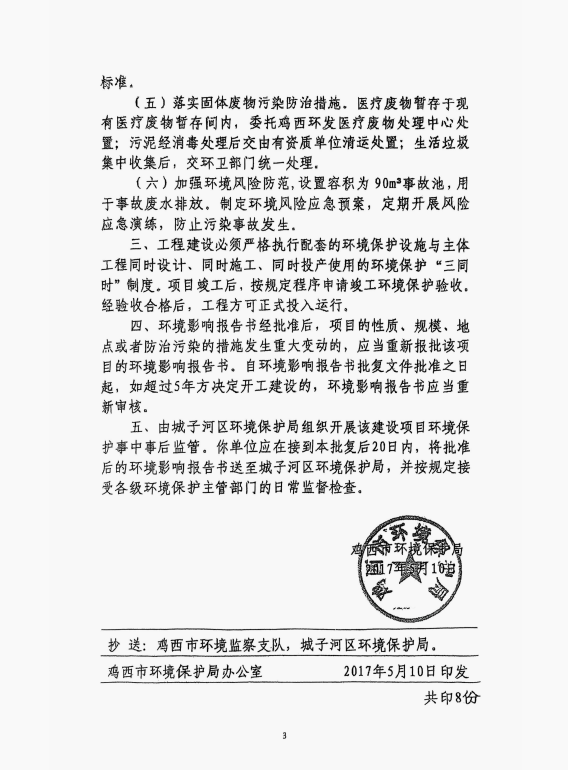 标准。
（五）落实固体废物污染防治措施。医疗废物暂存于现
有医疗废物暂存间内，委托鸡西环发医疗废物处理中心处
置；污泥经消毒处理后交由有资质单位清运处置；生活垃圾
集中收集后，交环卫部门统一处理。
（六）加强环境风险防范,设置容积为 90m³事故池，用
于事故废水排放。制定环境风险应急预案，定期开展风险
应急演练，防止污染事故发生。
三、工程建设必须严格执行配套的环境保护设施与主体
工程同时设计、同时施工、同时投产使用的环境保护“三同
时”制度。项目竣工后，按规定程序申请竣工环境保护验收。
经验收合格后，工程方可正式投入运行。
四、环境影响报告书经批准后，项目的性质、规模、地
点或者防治污染的措施发生重大变动的，应当重新报批该项
目的环境影响报告书。自环境影响报告书批复文件批准之日
起，如超过5年方决定开工建设的，环境影响报告书应当重
新审核。
五、由城子河区环境保护局组织开展该建设项目环境保
护事中事后监管。你单位应在接到本批复后20日内，将批准
后的环境影响报告书送至城子河区环境保护局，并按规定接
受各级环境保护主管部门的日常监督检查。
鸡西市环境保护局
鸡西市环境保护局
2017年5月10日
抄 送：鸡西市环境监察支队，城子河区环境保护局。
鸡西市环境保护局办公室 2017年5月10日印发
共印8份
3